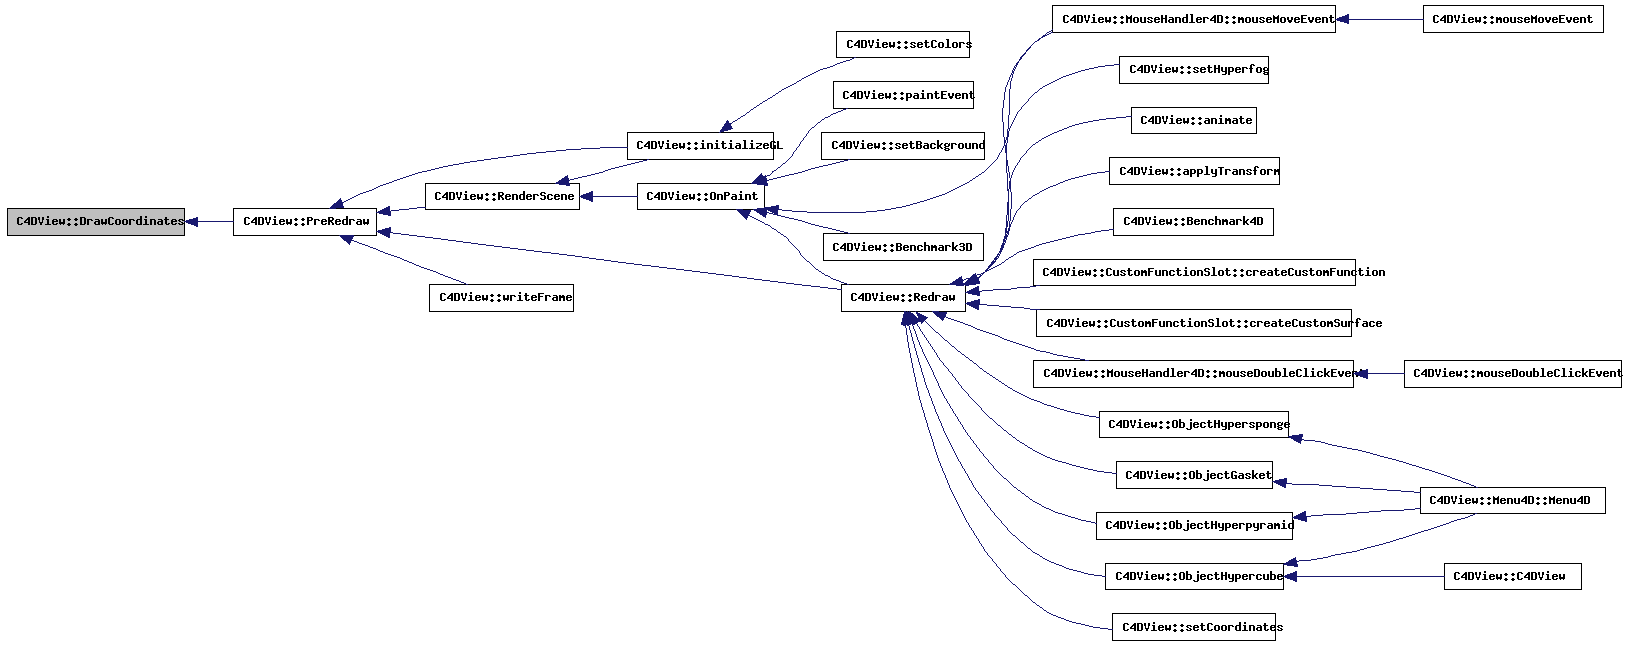 C4DView::MouseHandler4D::mouseMoveEvent
C4DView::mouseMoveEvent
C4DView::setColors
C4DView::setHyperfog
C4DView::paintEvent
C4DView::animate
C4DView::initializeGL
C4DView::setBackground
C4DView::applyTransform
C4DView::RenderScene
C4DView::OnPaint
C4DView::DrawCoordinates
C4DView::PreRedraw
C4DView::Benchmark4D
C4DView::Benchmark3D
C4DView::CustomFunctionSlot::createCustomFunction
C4DView::writeFrame
C4DView::Redraw
C4DView::CustomFunctionSlot::createCustomSurface
C4DView::MouseHandler4D::mouseDoubleClickEvent
C4DView::mouseDoubleClickEvent
C4DView::ObjectHypersponge
C4DView::ObjectGasket
C4DView::Menu4D::Menu4D
C4DView::ObjectHyperpyramid
C4DView::ObjectHypercube
C4DView::C4DView
C4DView::setCoordinates